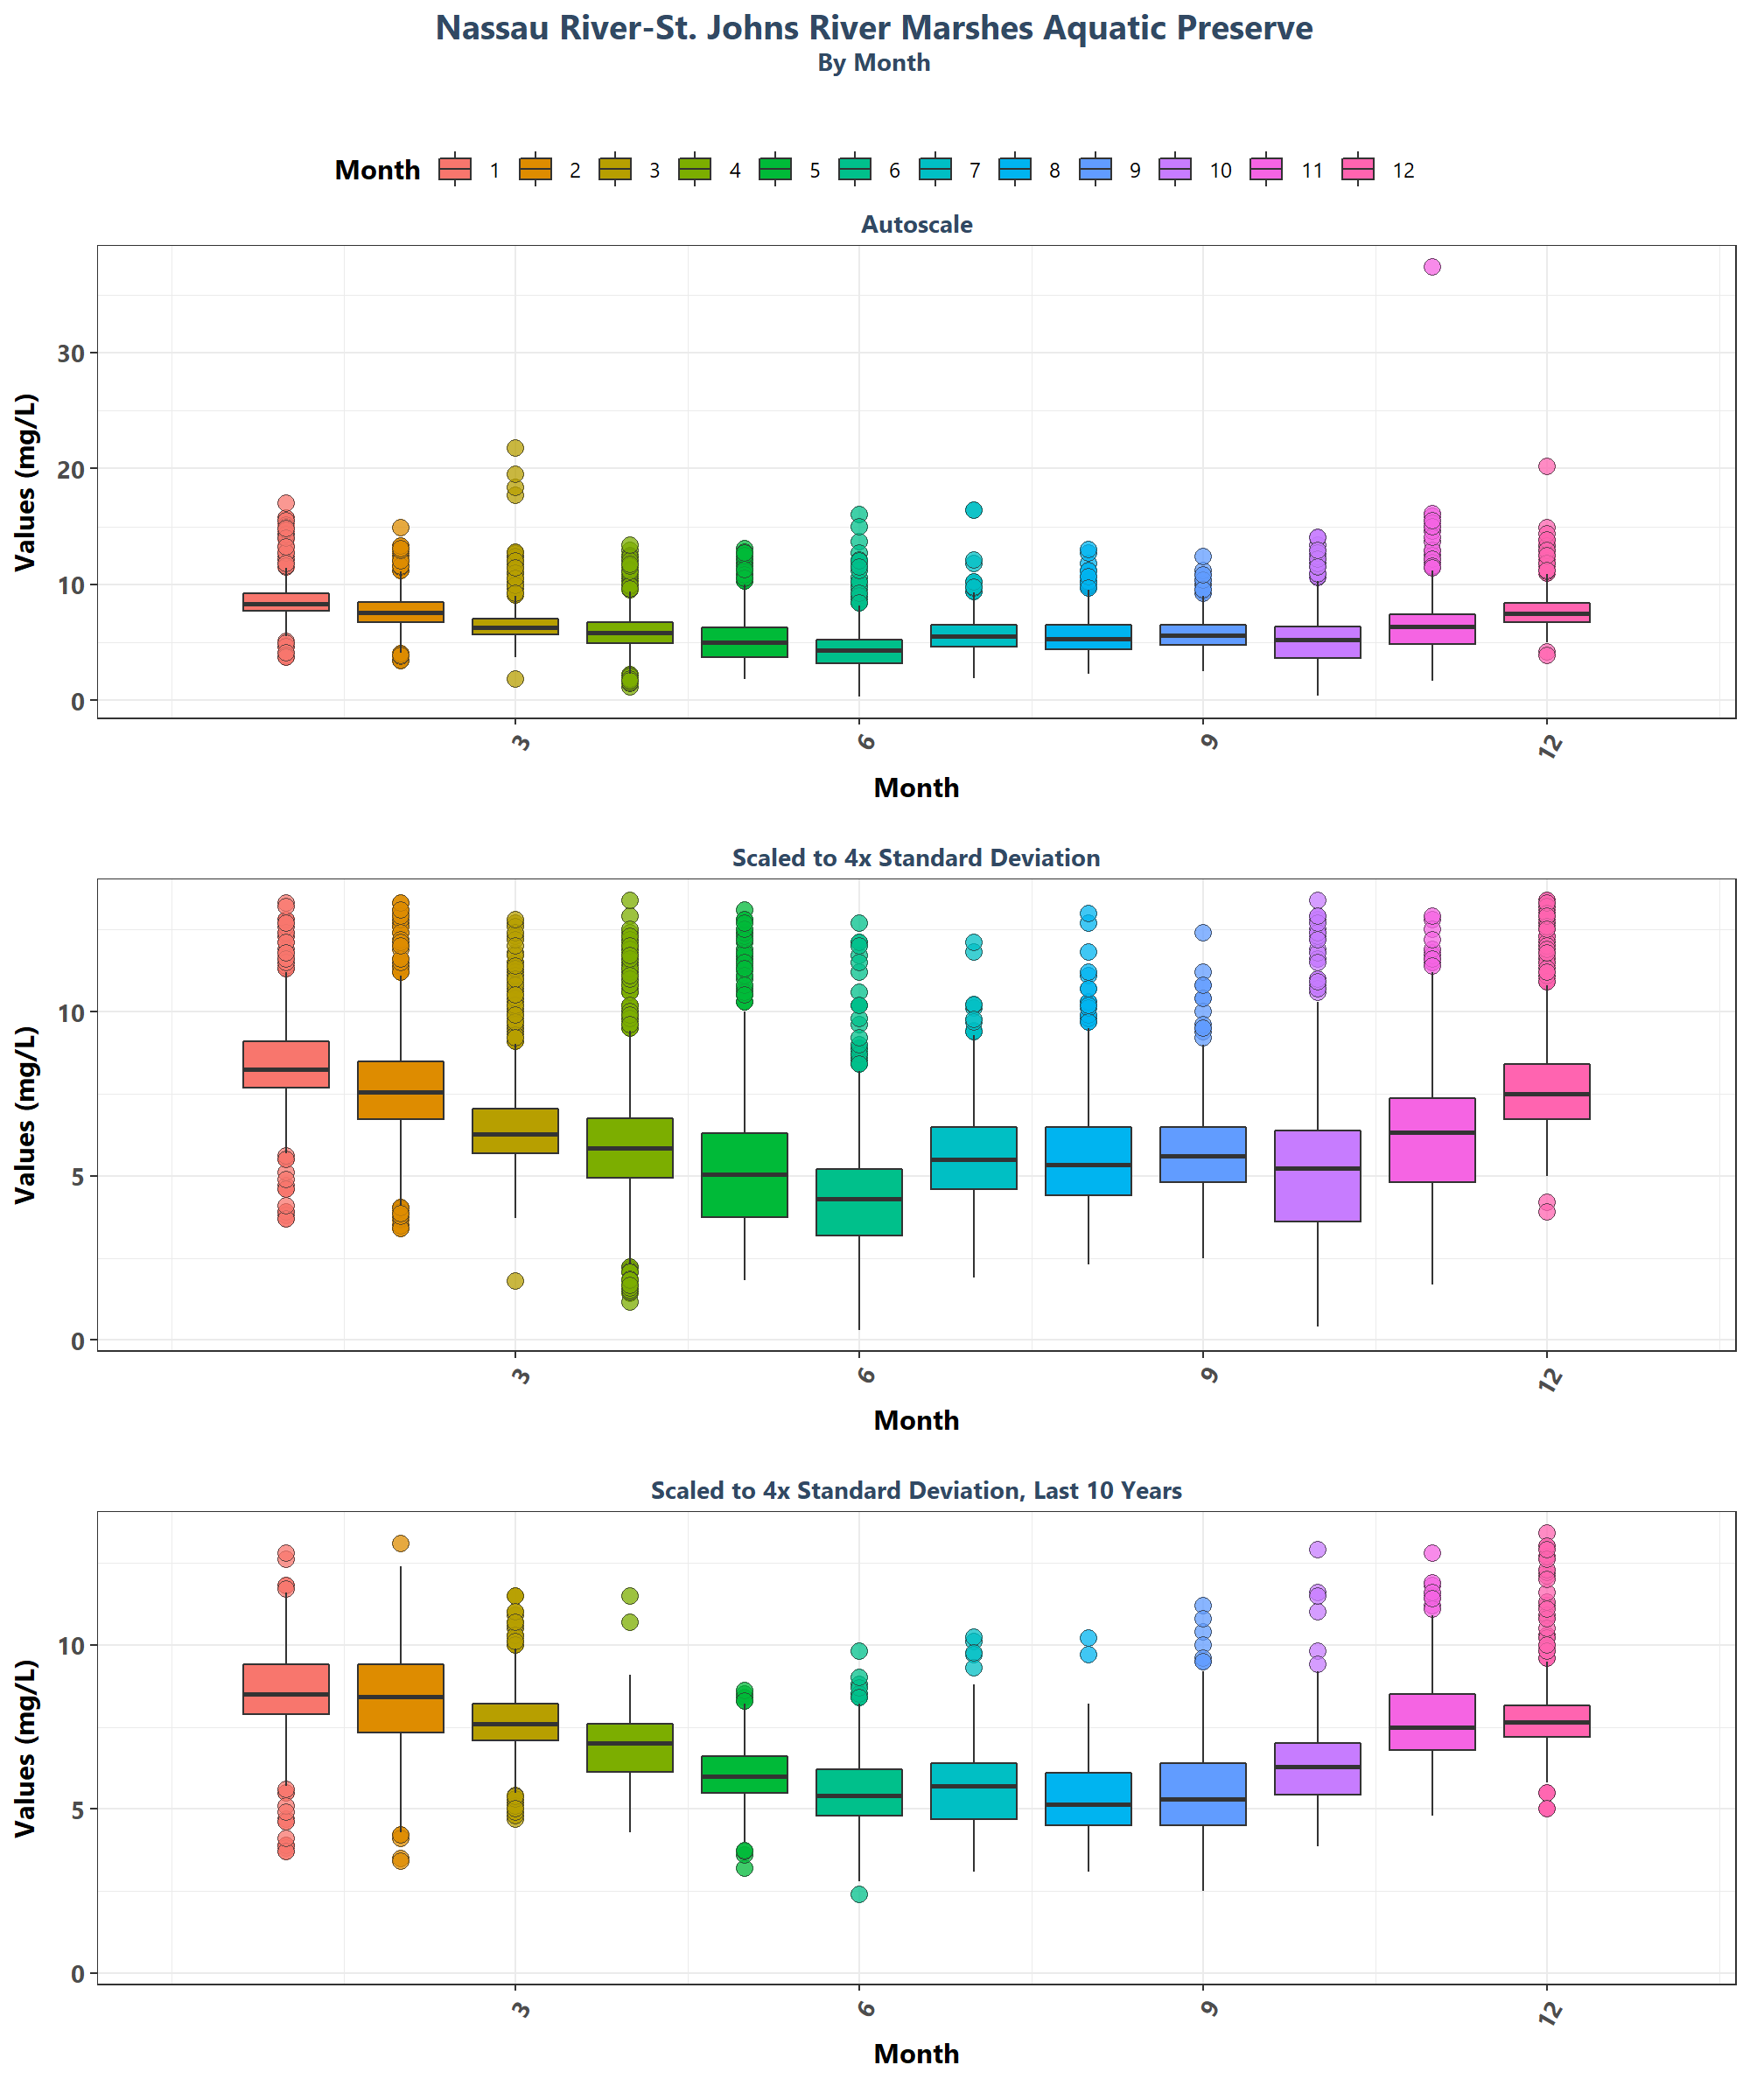 Nassau River-St. Johns River Marshes Aquatic Preserve
By Month
Month 1 2 3 4 5 6 7 8 9 10 11 12
Autoscale
Values (mg/L)
30
20
10
0
3 6 9 12
Month
Scaled to 4x Standard Deviation
Values (mg/L)
10
5
0
3 6 9 12
Month
Scaled to 4x Standard Deviation, Last 10 Years
Values (mg/L)
10
5
0
3 6 9 12
Month